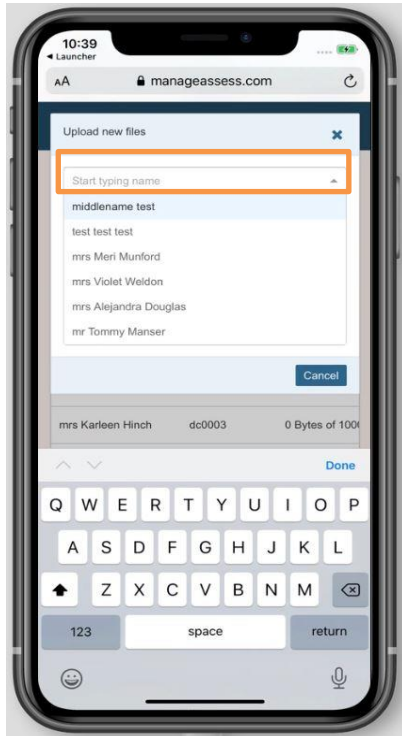 10:39
Launcher
AA manageassess.com
Upload new files
Start typing name
middlename test
test test test
mrs Meri Munford
mrs Violet Weldon
mrs Alejandra Douglas
mr Tommy Manser
Cancel
mrs Karleen Hinch dc0003 0 Bytes of 100
Done
Q W E R T Y U I O P
A S D F G H J K L
Z X C V B N M
123 space return